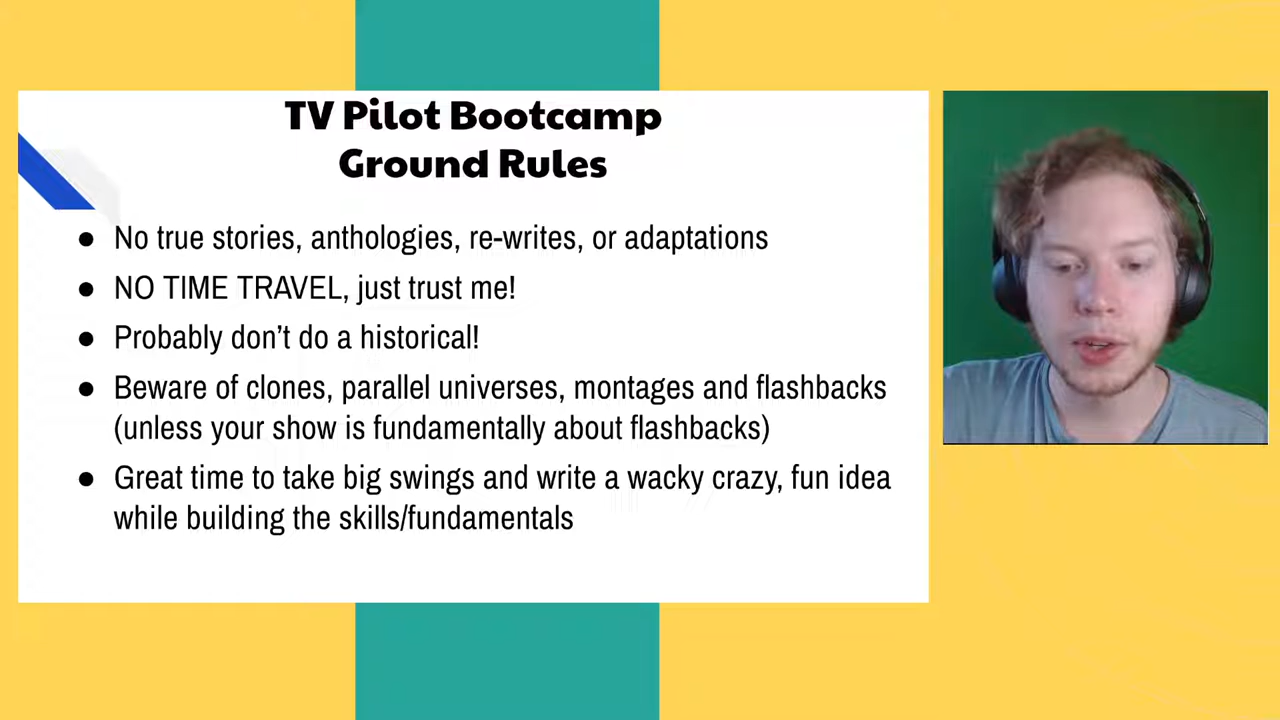 TV Pilot Bootcamp
Ground Rules
● No true stories, anthologies, re-writes, or adaptations
● NO TIME TRAVEL, just trust me!
● Probably don’t do a historical!
● Beware of clones, parallel universes, montages and flashbacks
(unless your show is fundamentally about flashbacks)
● Great time to take big swings and write a wacky crazy, fun idea
while building the skills/fundamentals